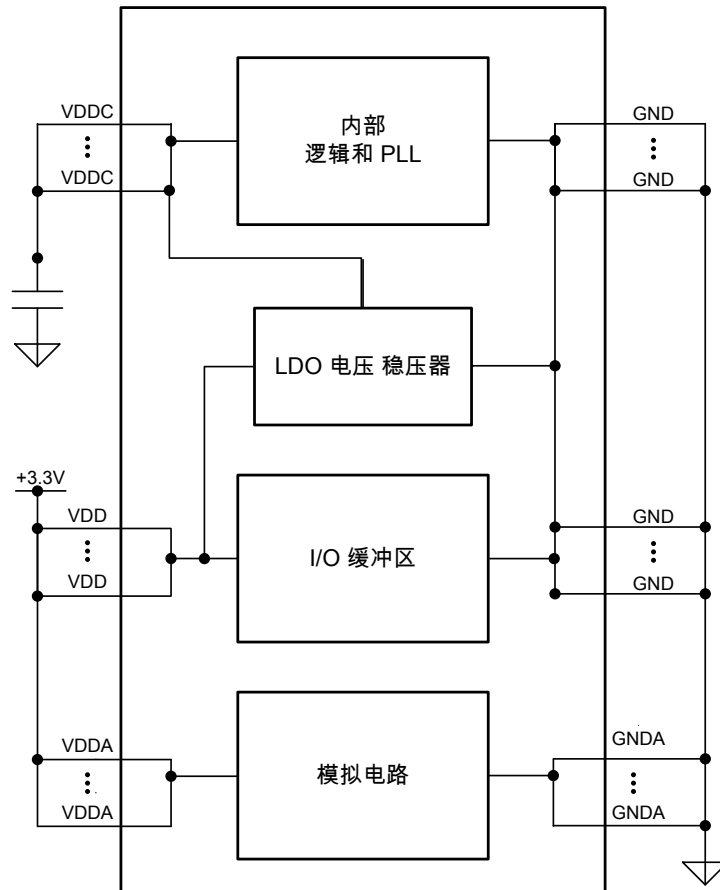 VDDC
内部
逻辑和 PLL
GND
VDDC
GND
LDO 电压 稳压器
+3.3V
VDD
GND
I/O 缓冲区
VDD
GND
VDDA
GNDA
模拟电路
VDDA
GNDA